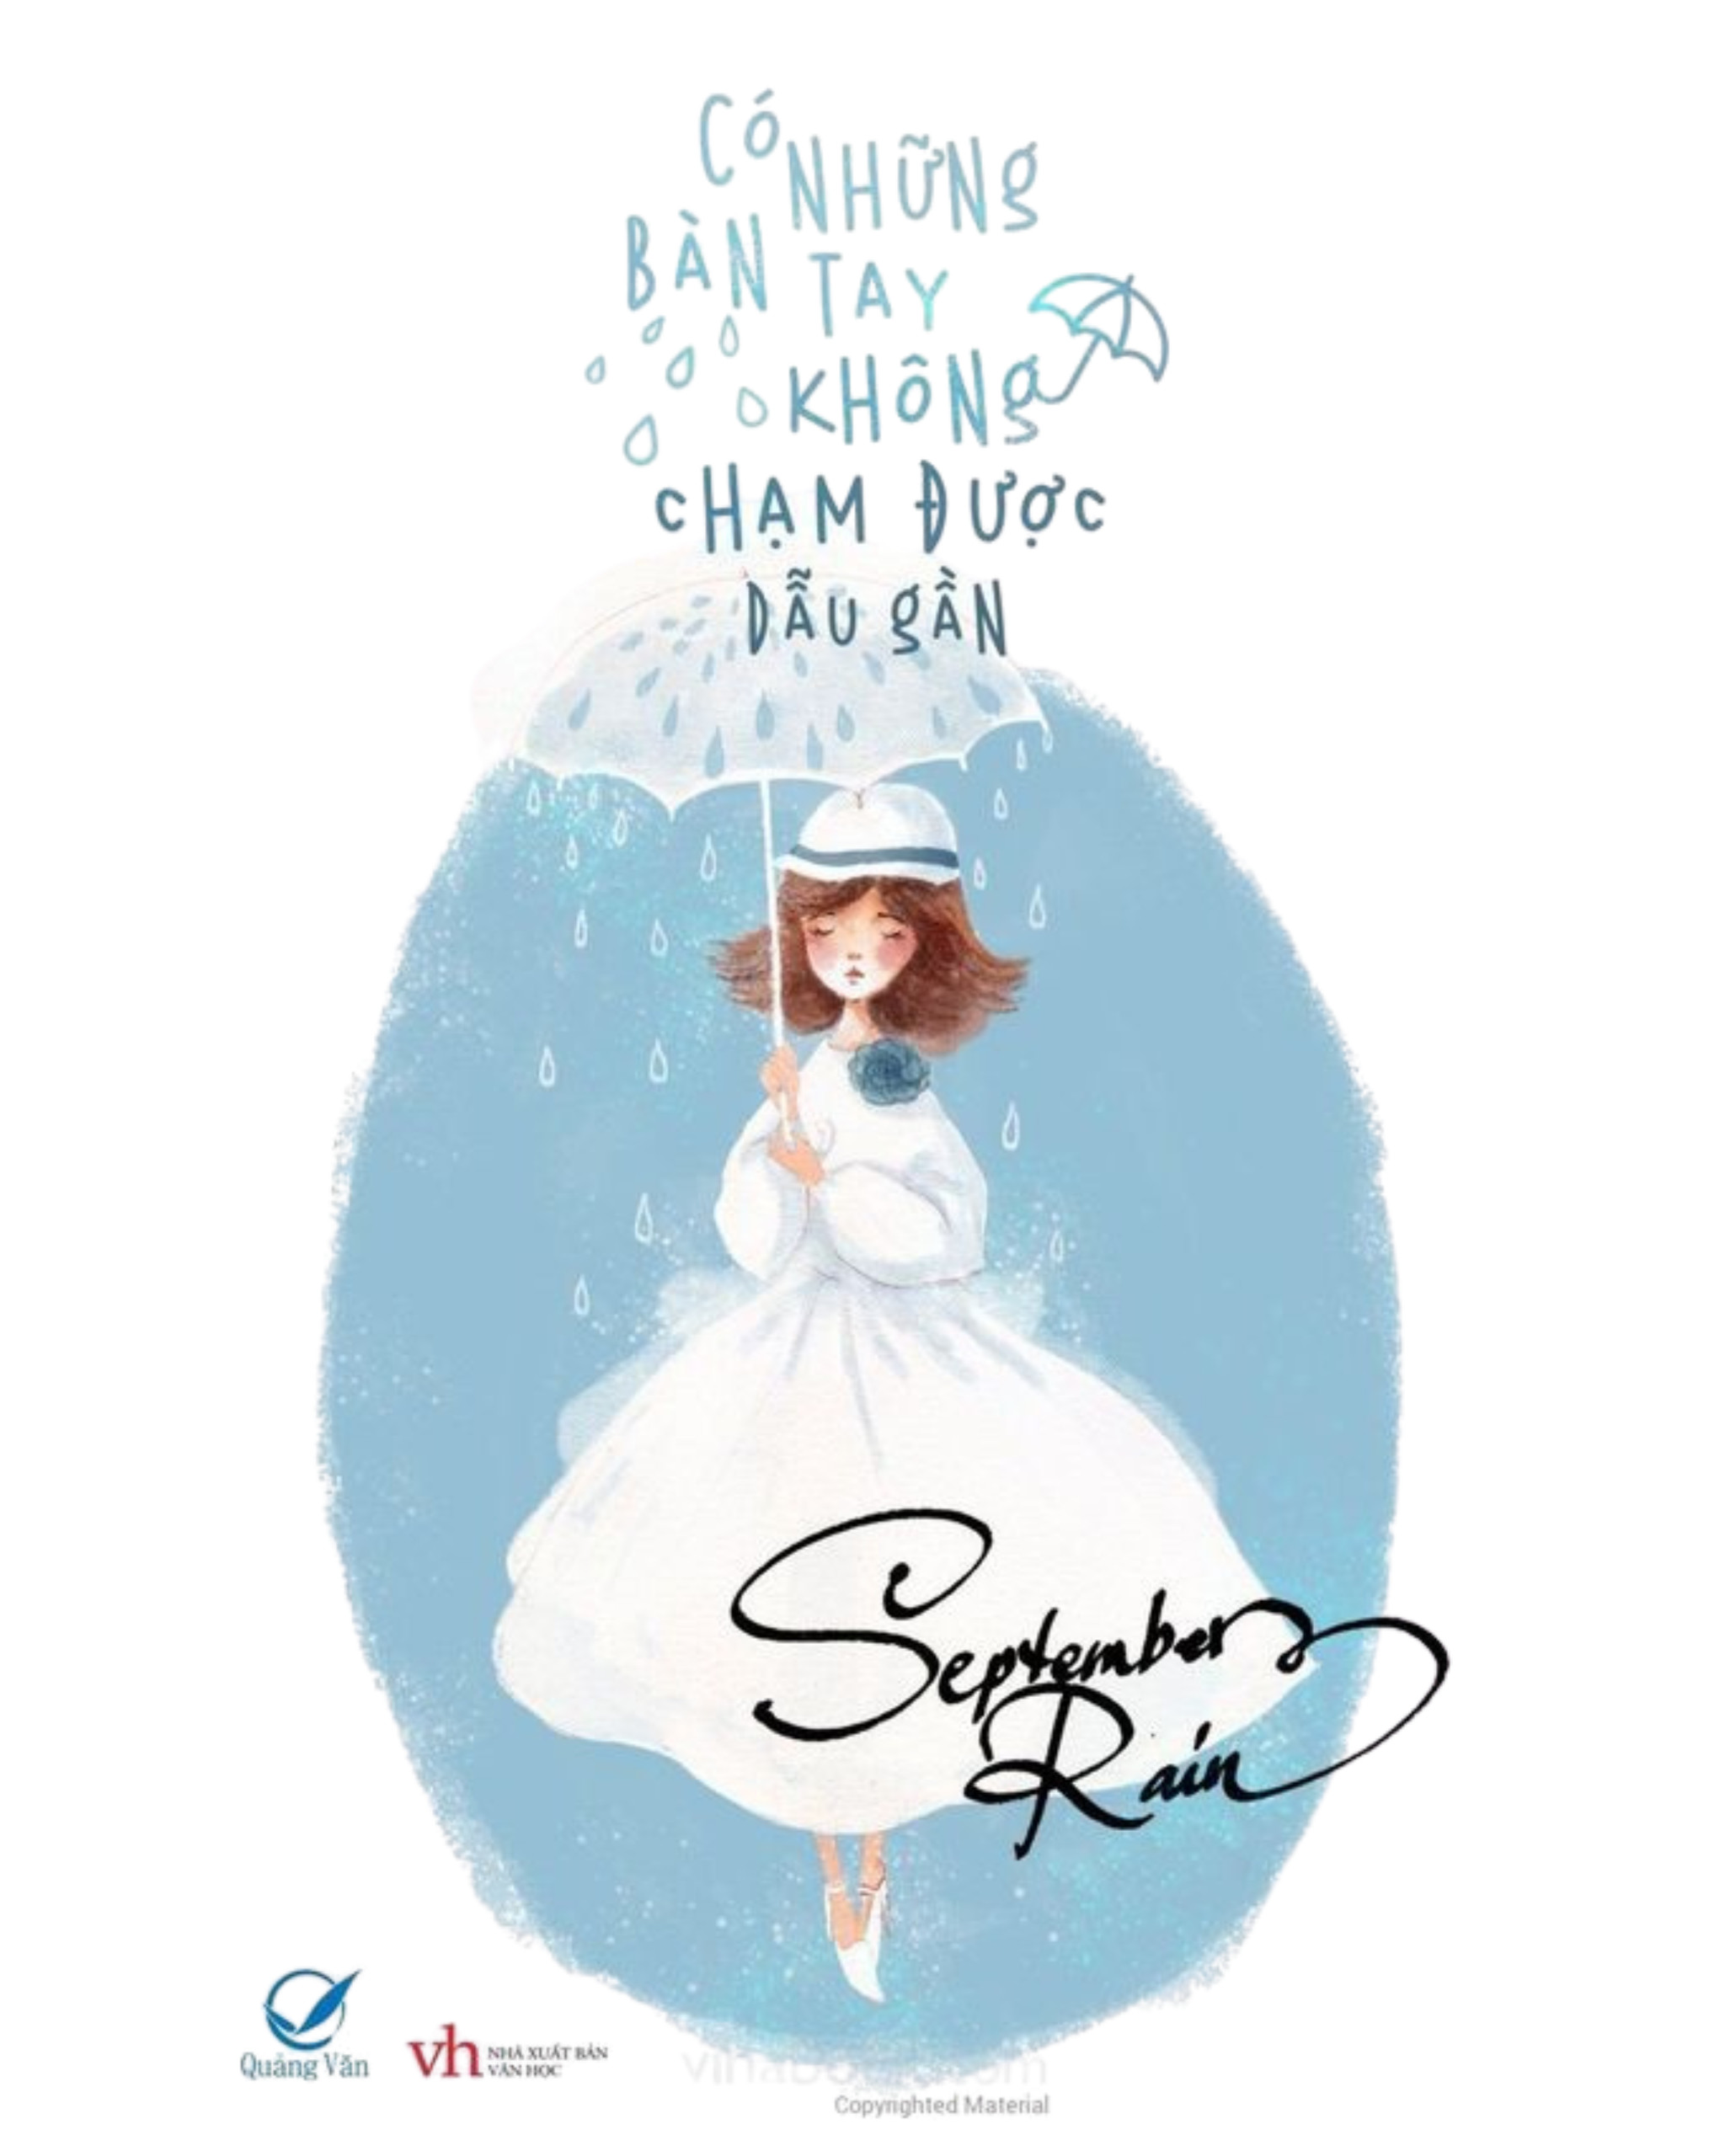 CÓ NHỮNG
BÀN TAY
KHÔNG
CHẠM ĐƯỢC
DẪU GẦN
September
Rain
Quảng Văn
vh NHÀ XUẤT BẢN
VĂN HỌC
Copyrighted Material